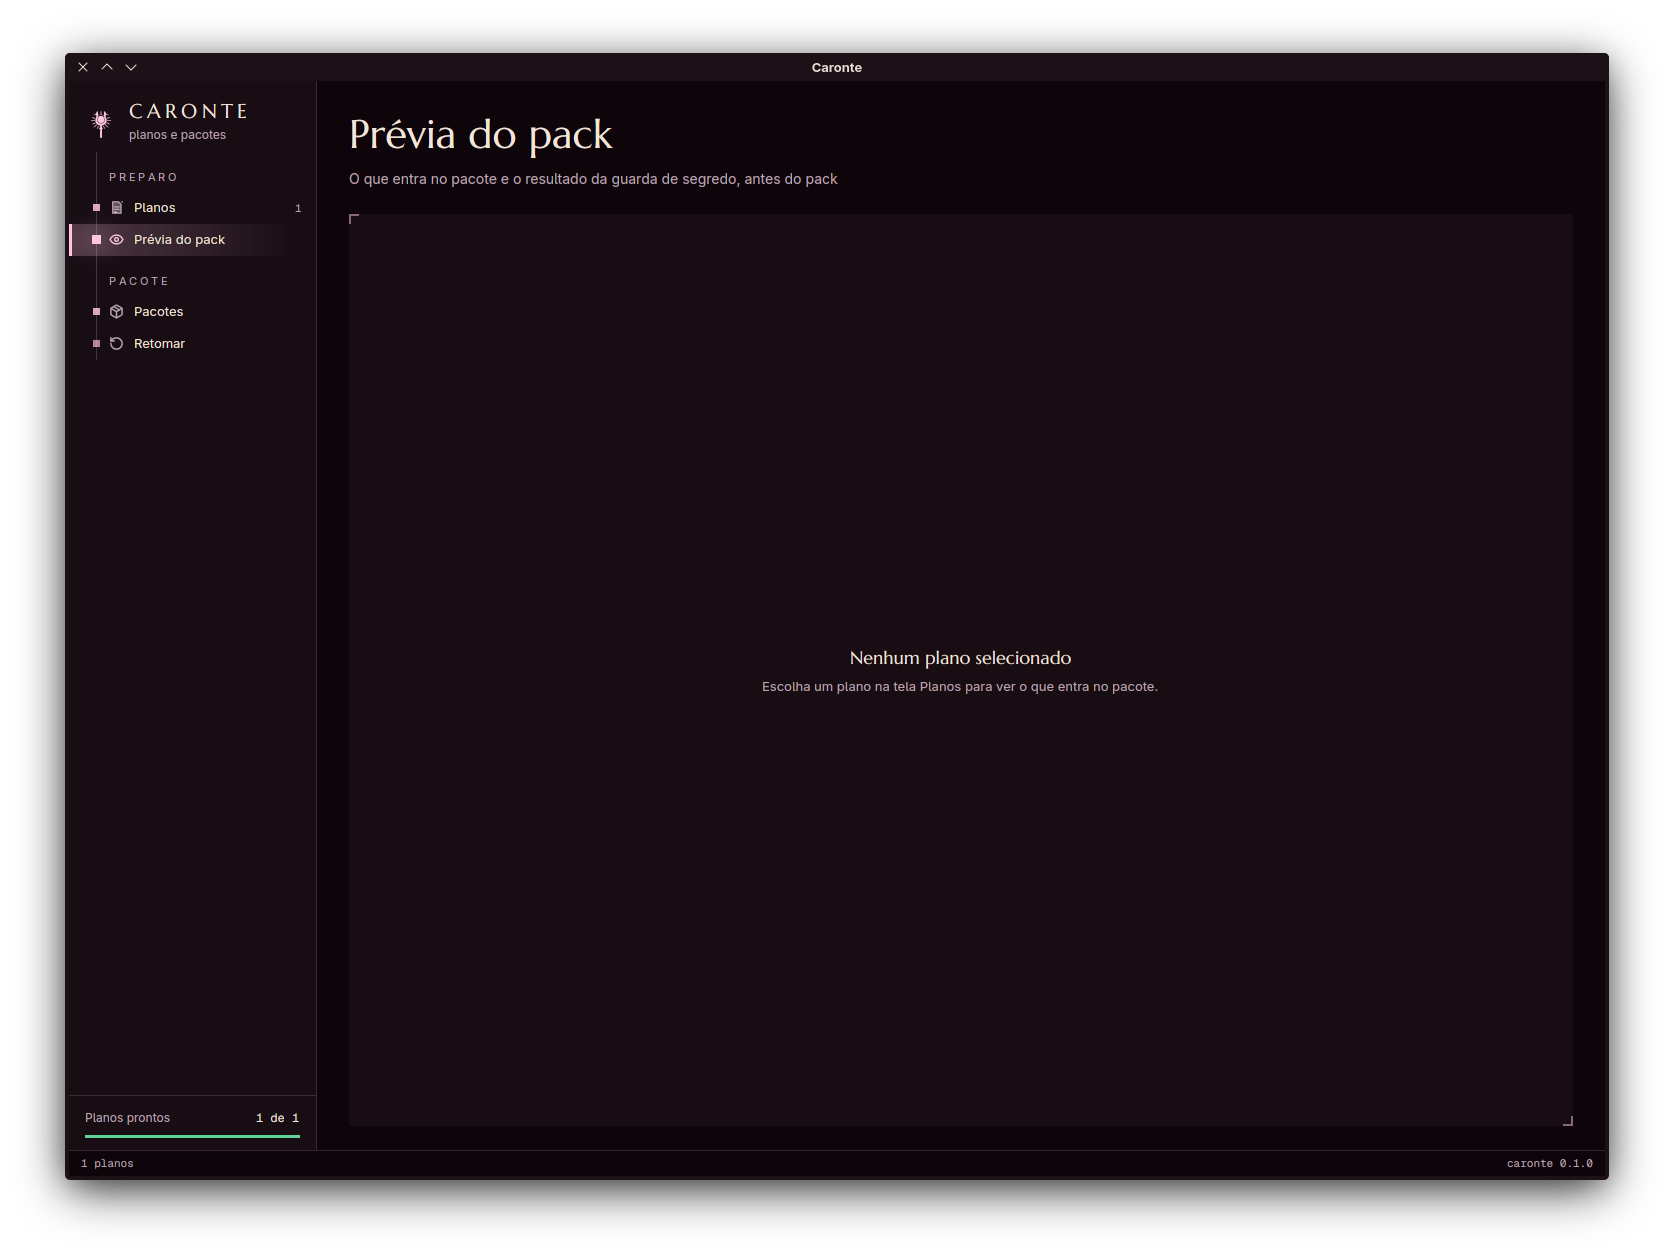 Caronte
CARONTE
planos e pacotes
PREPARO
Planos 1
Prévia do pack
PACOTE
Pacotes
Retomar
Planos prontos 1 de 1
Prévia do pack
O que entra no pacote e o resultado da guarda de segredo, antes do pack
Nenhum plano selecionado
Escolha um plano na tela Planos para ver o que entra no pacote.
1 planos
caronte 0.1.0